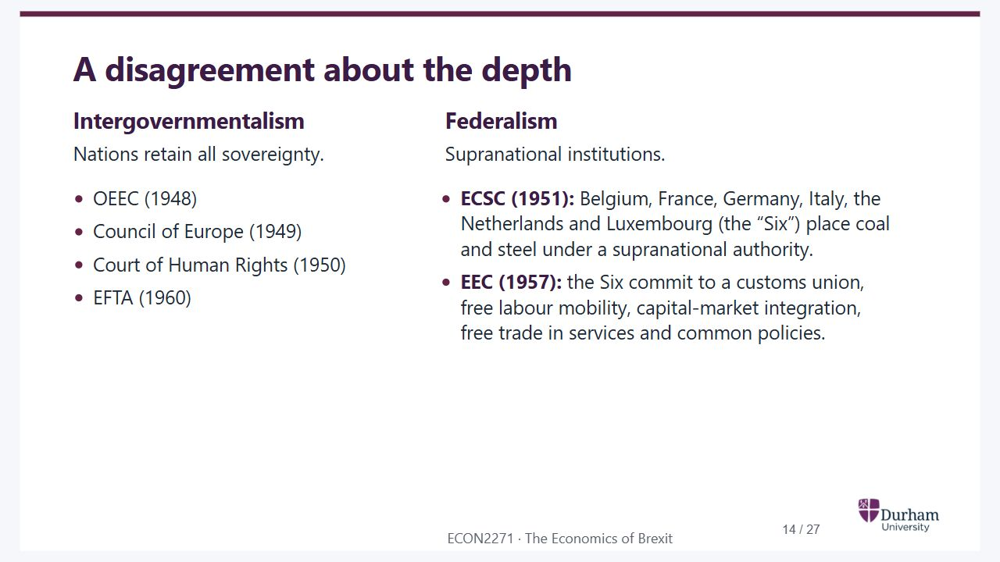 A disagreement about the depth
Intergovernmentalism
Nations retain all sovereignty.
• OEEC (1948)
• Council of Europe (1949)
• Court of Human Rights (1950)
• EFTA (1960)
Federalism
Supranational institutions.
• ECSC (1951): Belgium, France, Germany, Italy, the
Netherlands and Luxembourg (the “Six”) place coal
and steel under a supranational authority.
• EEC (1957): the Six commit to a customs union,
free labour mobility, capital-market integration,
free trade in services and common policies.
ECON2271 · The Economics of Brexit
14 / 27
Durham
University